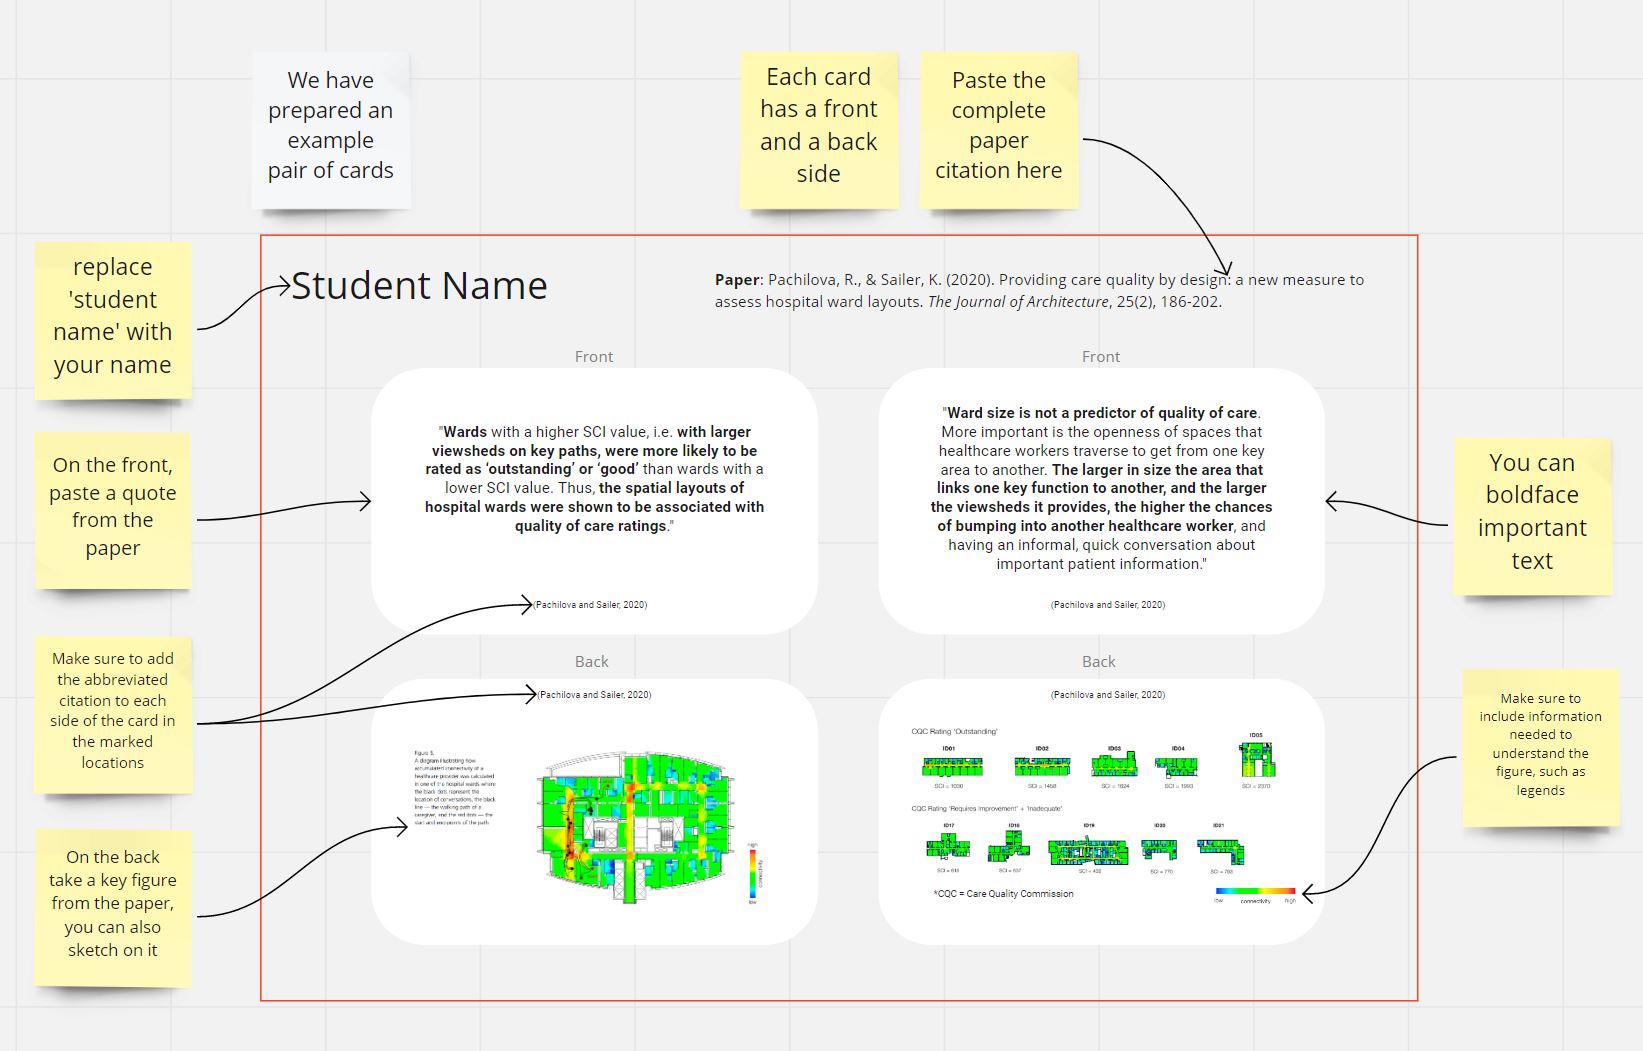 We have
prepared an
example
pair of cards
Each card
has a front
and a back
side
Paste the
complete
paper
citation here
replace
'student
name' with
your name
Student Name
Paper: Pachilova, R., & Sailer, K. (2020). Providing care quality by design: a new measure to
assess hospital ward layouts. The Journal of Architecture, 25(2), 186-202.
On the front,
paste a quote
from the
paper
Front
"Wards with a higher SCI value, i.e. with larger
viewsheds on key paths, were more likely to be
rated as ‘outstanding’ or ‘good’ than wards with a
lower SCI value. Thus, the spatial layouts of
hospital wards were shown to be associated with
quality of care ratings."
(Pachilova and Sailer, 2020)
Front
"Ward size is not a predictor of quality of care.
More important is the openness of spaces that
healthcare workers traverse to get from one key
area to another. The larger in size the area that
links one key function to another, and the larger
the viewsheds it provides, the higher the chances
of bumping into another healthcare worker, and
having an informal, quick conversation about
important patient information."
(Pachilova and Sailer, 2020)
You can
boldface
important
text
Make sure to add
the abbreviated
citation to each
side of the card in
the marked
locations
On the back
take a key figure
from the paper,
you can also
sketch on it
Back
(Pachilova and Sailer, 2020)
Figure 5.
A diagram illustrating how
accumulated connectivity of a
healthcare provider was calculated
in one of the hospital wards where
the black dots represent the
location of conversations, the black
line — the walking path of a
caregiver, and the red dots — the
start and endpoints of the path
high
connectivity
low
Back
(Pachilova and Sailer, 2020)
CQC Rating 'Outstanding'
ID01 ID02 ID03 ID04 ID05
SCI = 1030 SCI = 1458 SCI = 1624 SCI = 1993 SCI = 2370
CQC Rating 'Requires Improvement' + 'Inadequate'
ID17 ID18 ID19 ID20 ID21
SCI = SCI = 637 SCI = SCI = 770 SCI = 793
*CQC = Care Quality Commission
low connectivity high
Make sure to
include information
needed to
understand the
figure, such as
legends